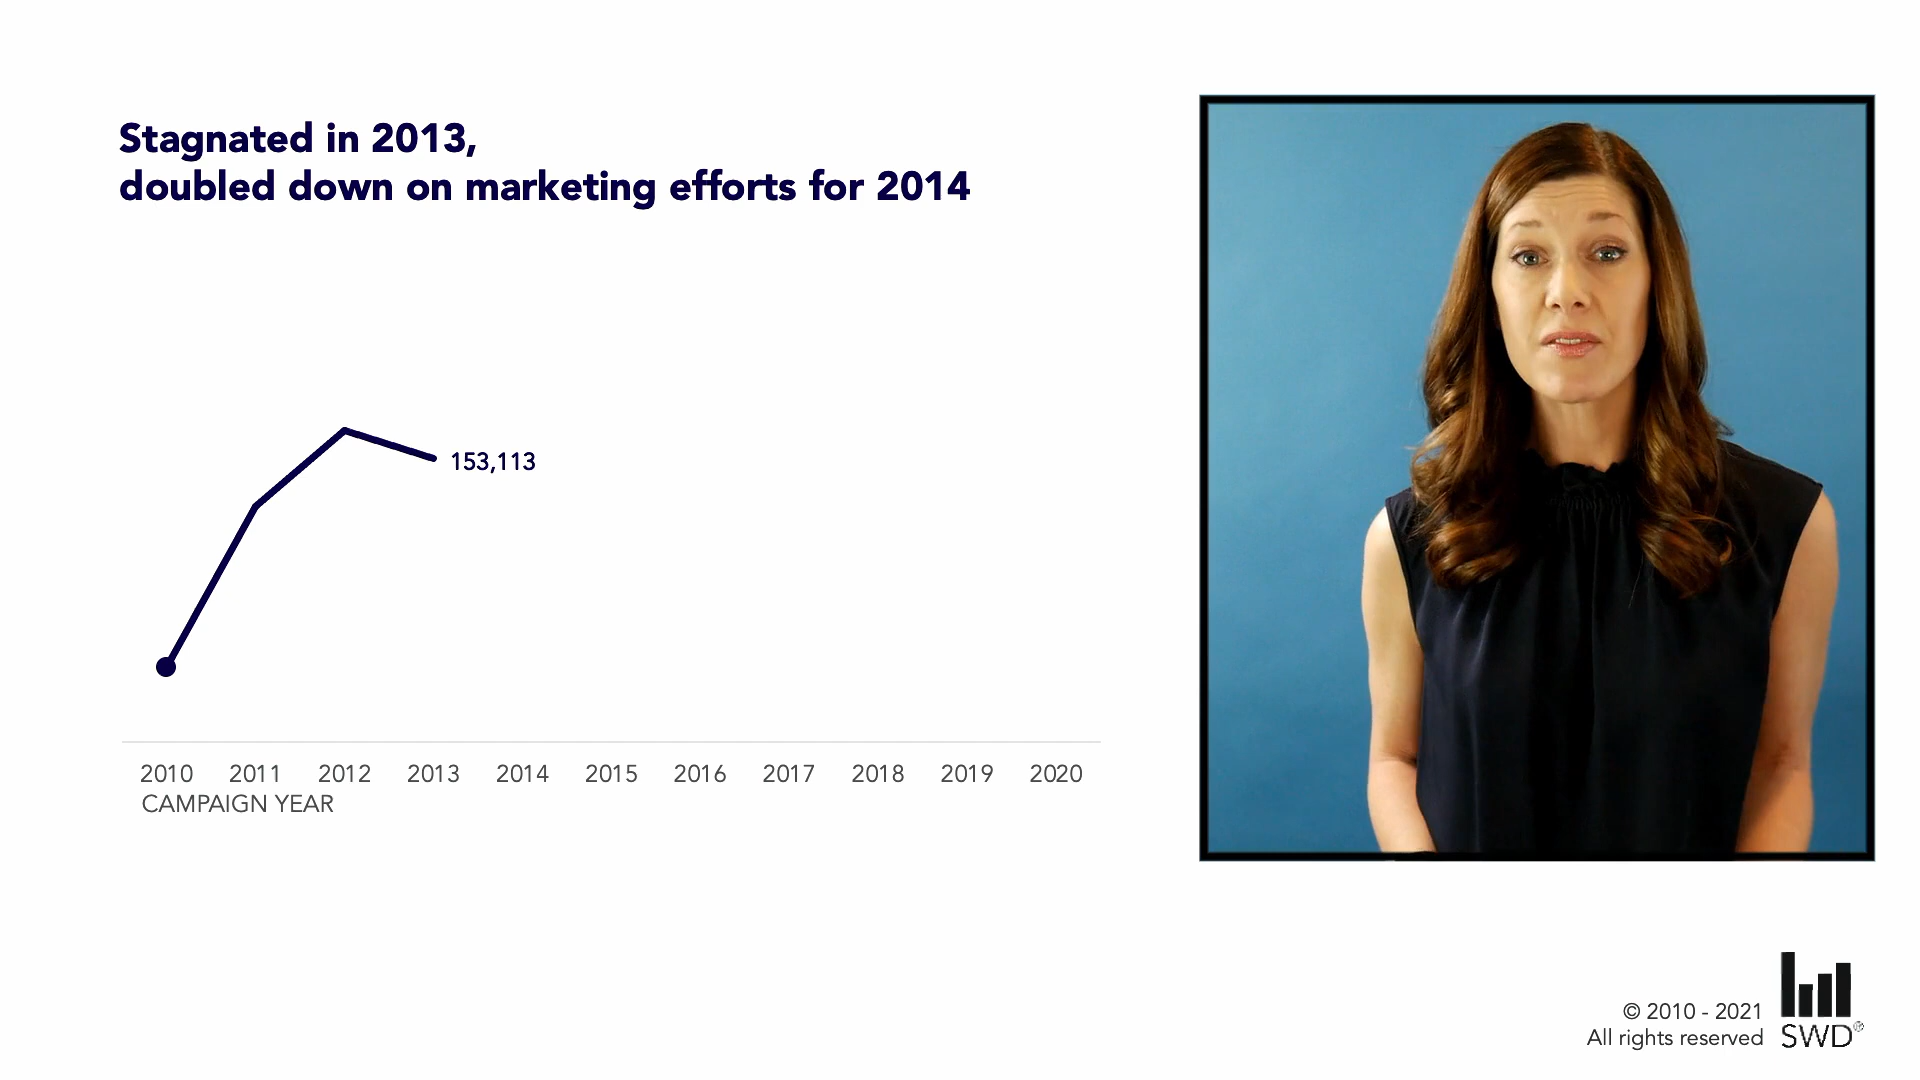 Stagnated in 2013,
doubled down on marketing efforts for 2014
153,113
2010 2011 2012 2013 2014 2015 2016 2017 2018 2019 2020
CAMPAIGN YEAR
© 2010 - 2021
All rights reserved
SWD®